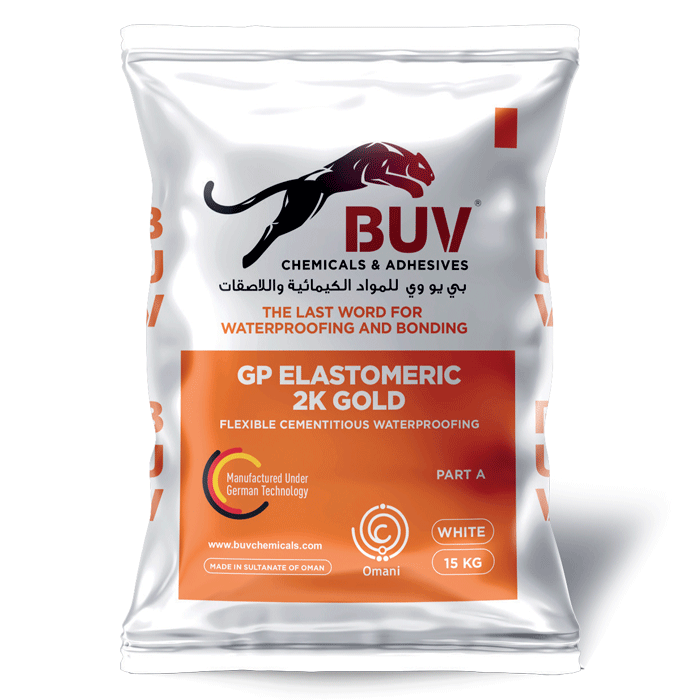 BUV®
CHEMICALS & ADHESIVES
بي يو وي للمواد الكيمائية واللاصقات
THE LAST WORD FOR
WATERPROOFING AND BONDING
GP ELASTOMERIC
2K GOLD
FLEXIBLE CEMENTITIOUS WATERPROOFING
Manufactured Under
German Technology
PART A
www.buvchemicals.com
MADE IN SULTANATE OF OMAN
Omani
WHITE
15 KG